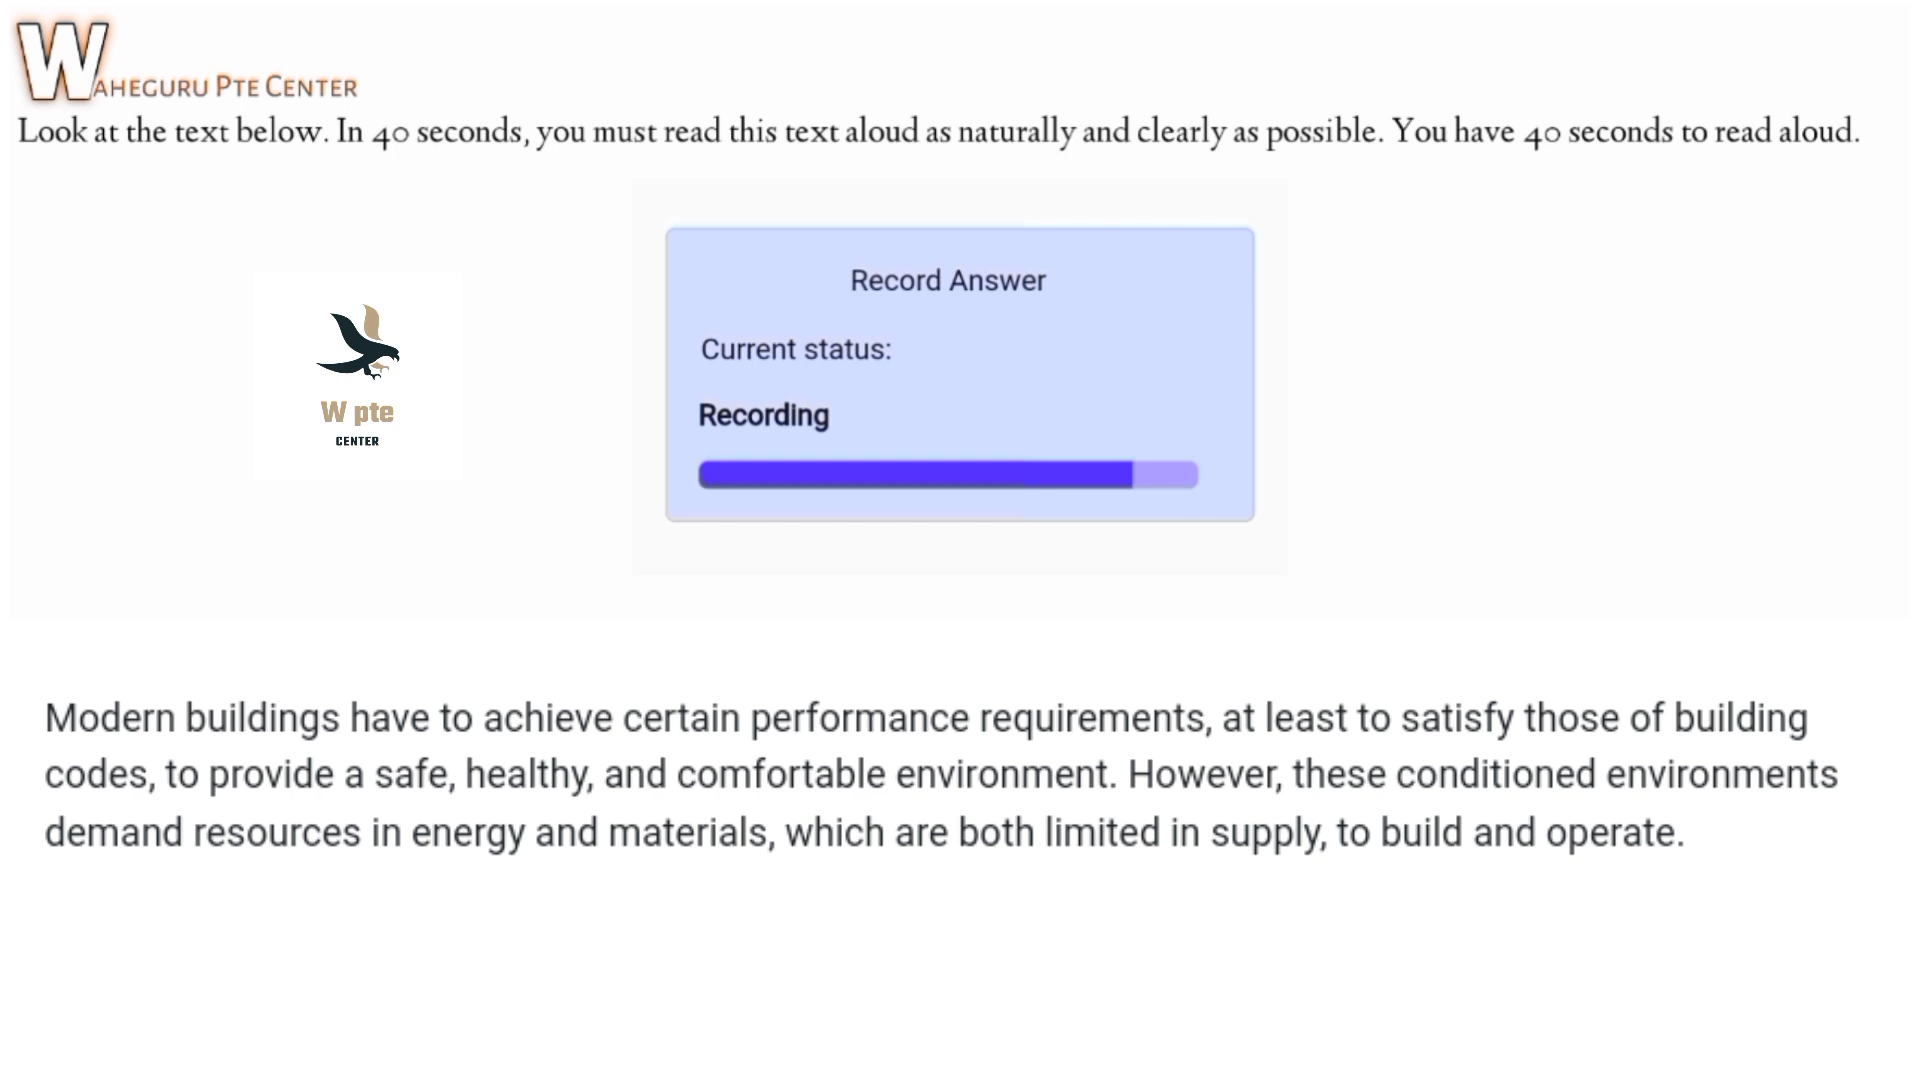 WAHEGURU PTE CENTER
Look at the text below. In 40 seconds, you must read this text aloud as naturally and clearly as possible. You have 40 seconds to read aloud.
Record Answer
Current status:
Recording
W pte
CENTER
Modern buildings have to achieve certain performance requirements, at least to satisfy those of building
codes, to provide a safe, healthy, and comfortable environment. However, these conditioned environments
demand resources in energy and materials, which are both limited in supply, to build and operate.